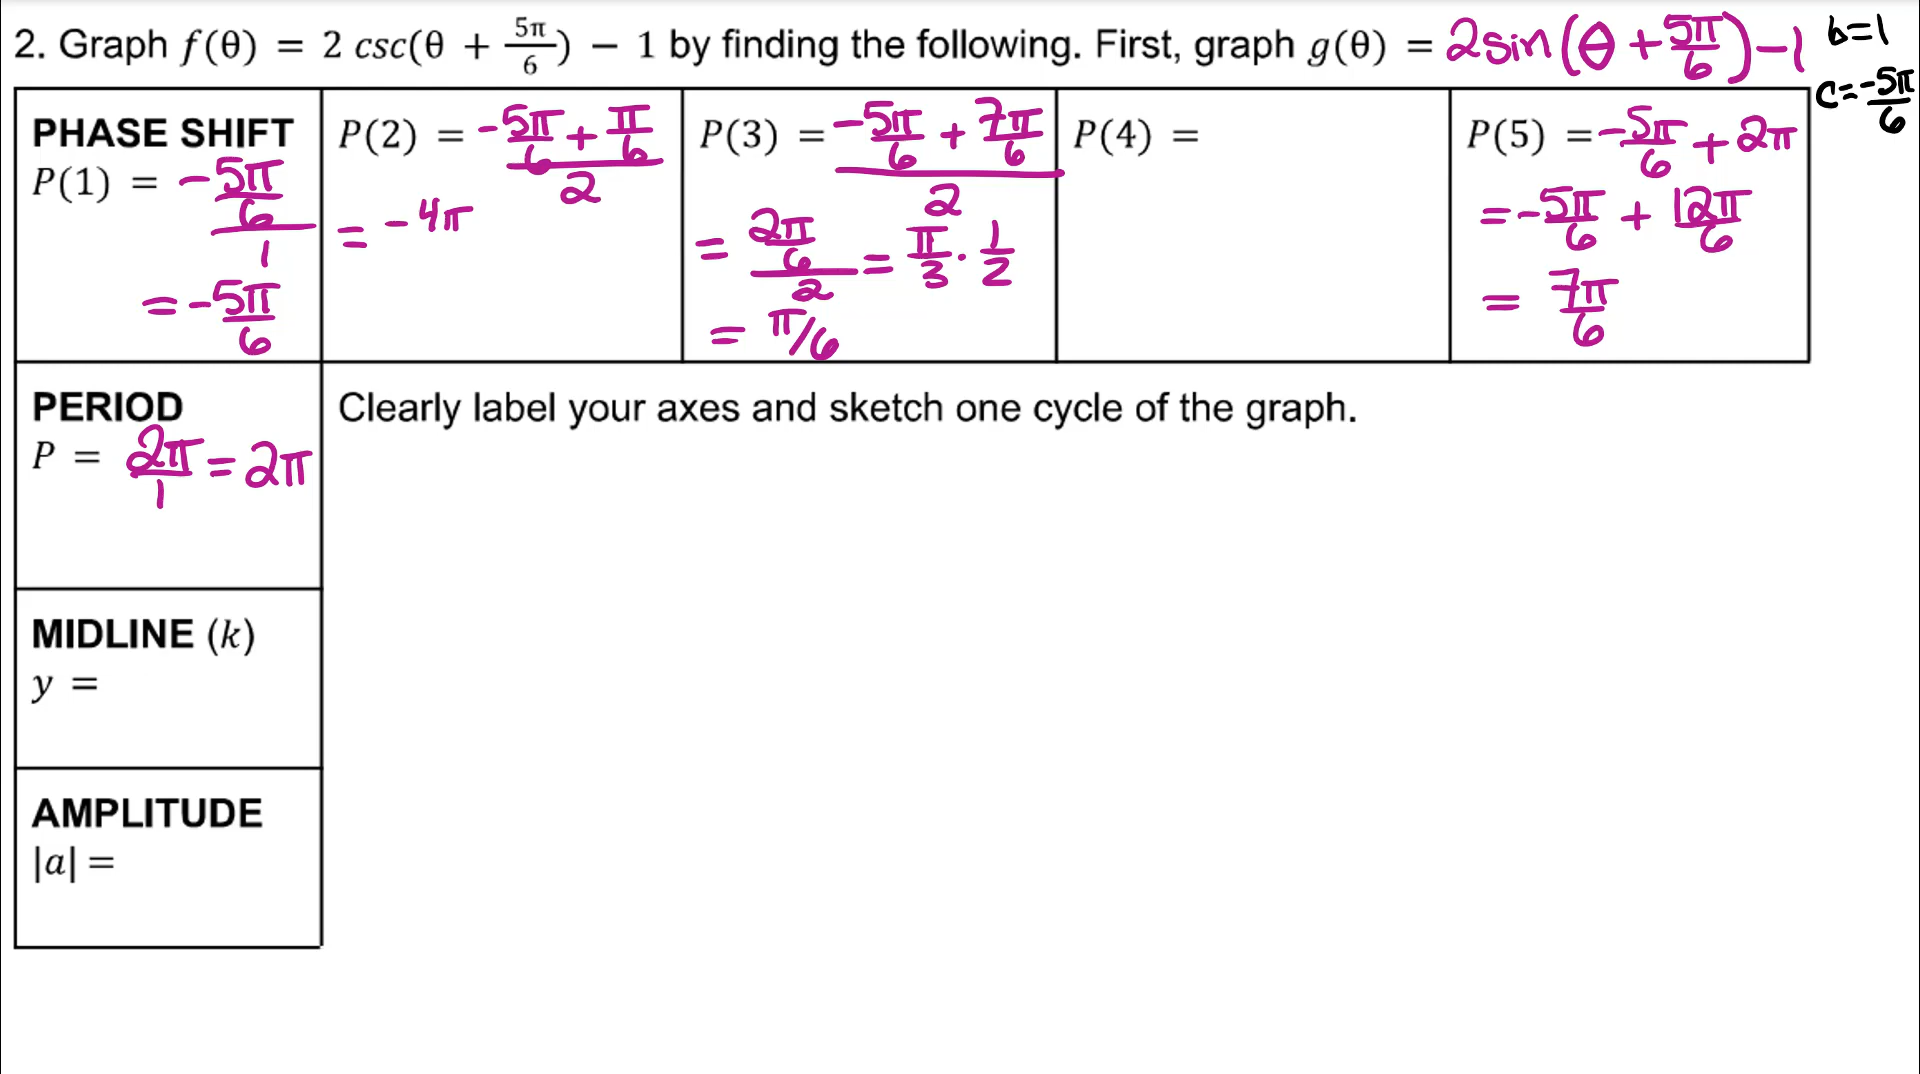 2. Graph f(θ) = 2 csc(θ + 5π/6) − 1 by finding the following. First, graph g(θ) = 2sin(θ + 5π/6) − 1
b=1
c=-5π/6
PHASE SHIFT
P(1) = -5π/6 / 1
= -5π/6
P(2) = (-5π/6 + π/6) / 2
= -4π
P(3) = (-5π/6 + 7π/6) / 2
= (2π/6) / 2 = π/3 · 1/2
= π/6
P(4) =
P(5) = -5π/6 + 2π
= -5π/6 + 12π/6
= 7π/6
PERIOD
P = 2π/1 = 2π
Clearly label your axes and sketch one cycle of the graph.
MIDLINE (k)
y =
AMPLITUDE
|a| =